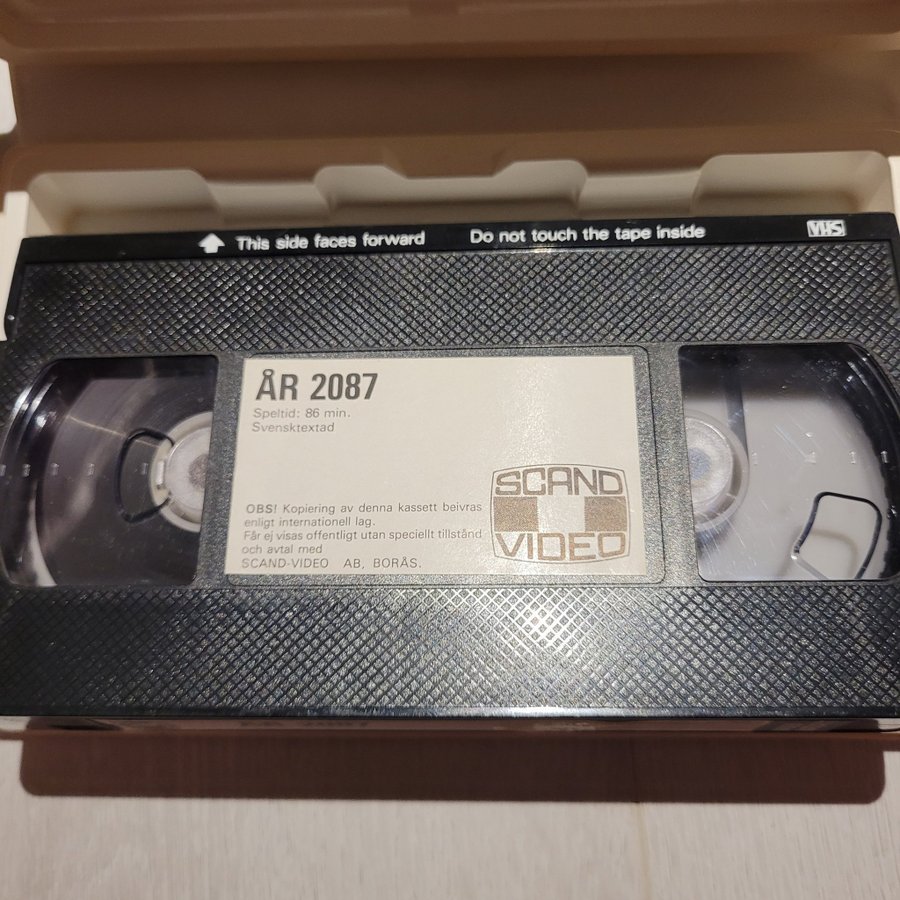 This side faces forward Do not touch the tape inside VHS
ÅR 2087
Speltid: 86 min.
Svensktextad
OBS! Kopiering av denna kassett beivras
enligt internationell lag.
Får ej visas offentligt utan speciellt tillstånd
och avtal med
SCAND-VIDEO AB, BORÅS.
SCAND
VIDEO